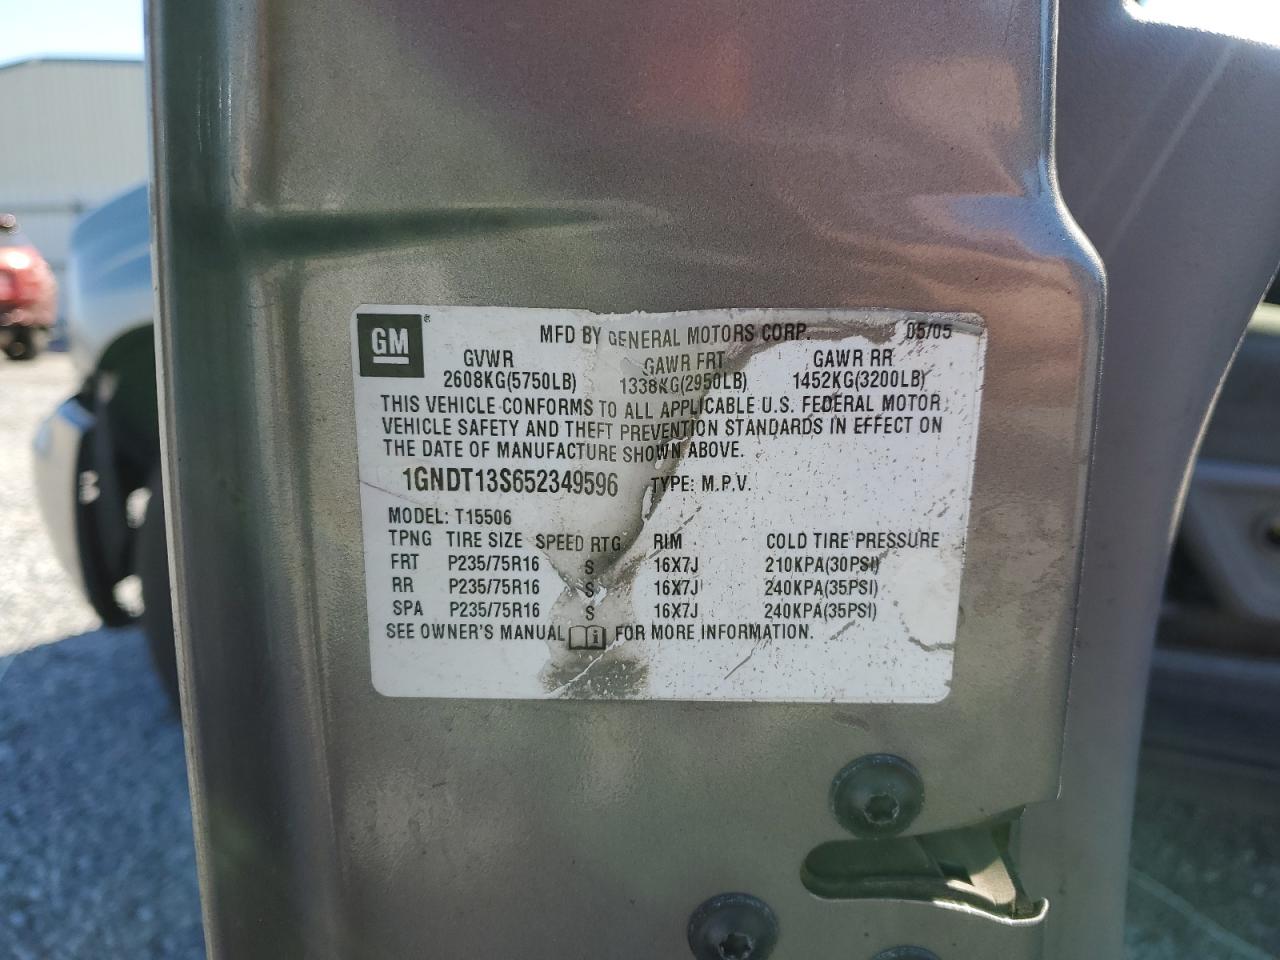 GM® MFD BY GENERAL MOTORS CORP. 05/05
GVWR GAWR FRT GAWR RR
2608KG(5750LB) 1338KG(2950LB) 1452KG(3200LB)
THIS VEHICLE CONFORMS TO ALL APPLICABLE U.S. FEDERAL MOTOR
VEHICLE SAFETY AND THEFT PREVENTION STANDARDS IN EFFECT ON
THE DATE OF MANUFACTURE SHOWN ABOVE.
1GNDT13S652349596 TYPE: M.P.V.
MODEL: T15506
TPNG TIRE SIZE SPEED RTG RIM COLD TIRE PRESSURE
FRT P235/75R16 S 16X7J 210KPA(30PSI)
RR P235/75R16 S 16X7J 240KPA(35PSI)
SPA P235/75R16 S 16X7J 240KPA(35PSI)
SEE OWNER'S MANUAL FOR MORE INFORMATION.